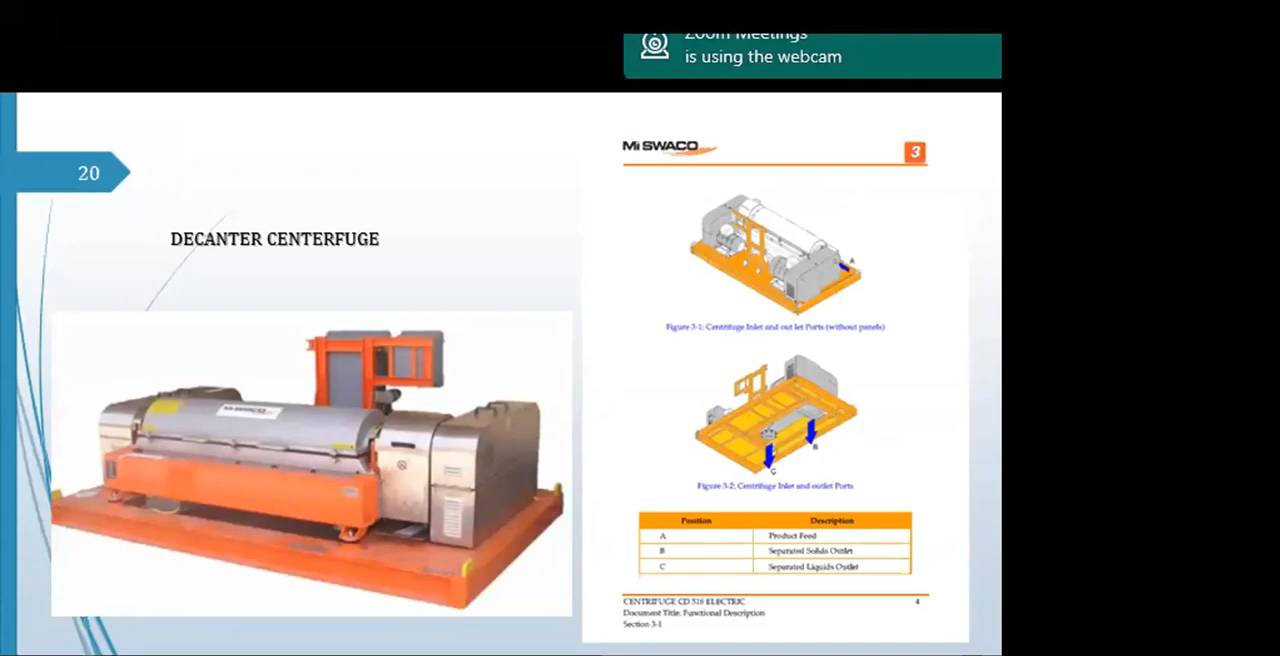 Zoom Meetings
is using the webcam
20
DECANTER CENTERFUGE
Mi SWACO
Mi SWACO
3
A
Figure 3-1: Centrifuge Inlet and out let Ports (without panels)
B
C
Figure 3-2: Centrifuge Inlet and outlet Ports
Position Description
A Product Feed
B Separated Solids Outlet
C Separated Liquids Outlet
CENTRIFUGE CD 518 ELECTRIC 4
Document Title: Functional Description
Section 3-1